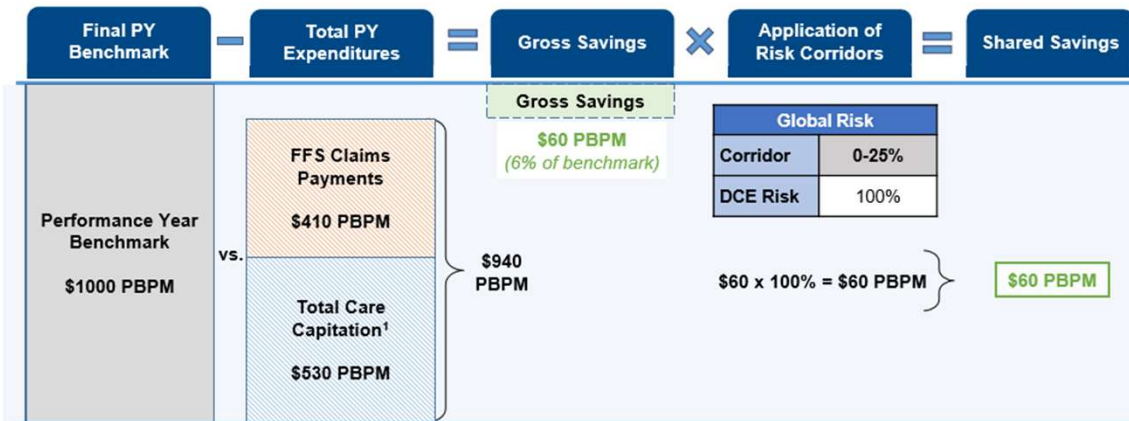 Final PY
Benchmark
−
Total PY
Expenditures
=
Gross Savings
×
Application of
Risk Corridors
=
Shared Savings
Performance Year
Benchmark
$1000 PBPM
vs.
FFS Claims
Payments
$410 PBPM
Total Care
Capitation¹
$530 PBPM
$940
PBPM
Gross Savings
$60 PBPM
(6% of benchmark)
Global Risk
Corridor 0-25%
DCE Risk 100%
$60 x 100% = $60 PBPM
$60 PBPM